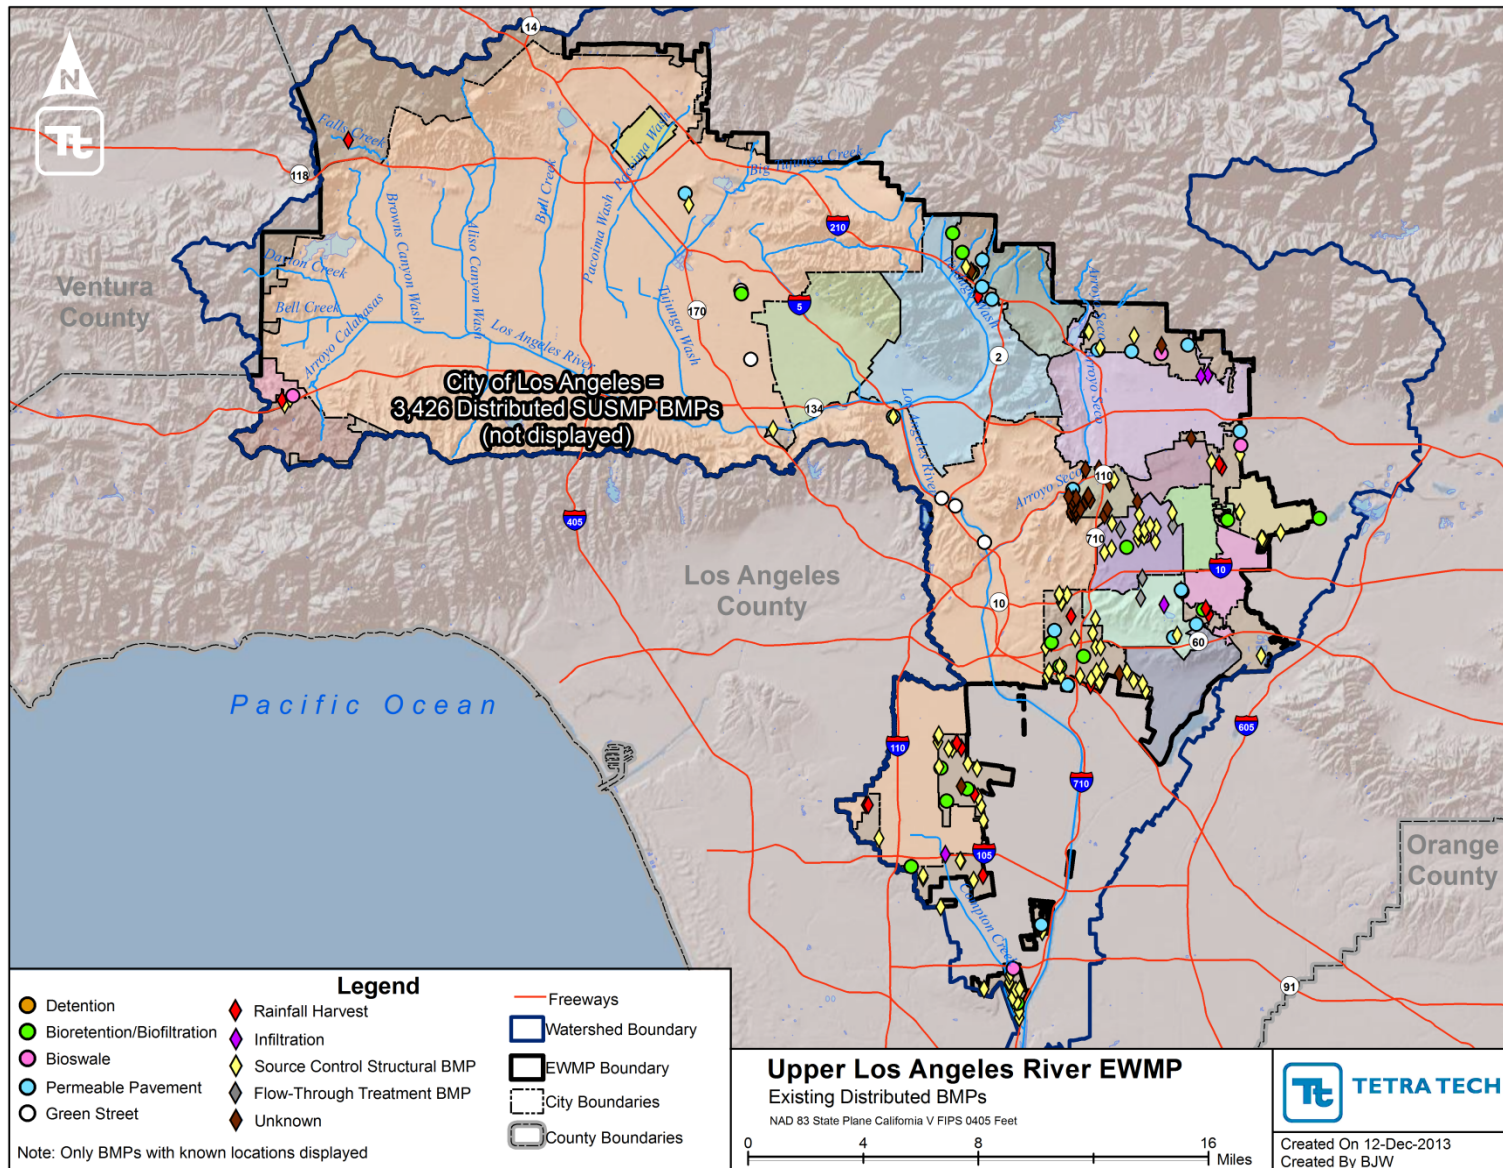 14
N
Tt
Falls Creek
Pacoima Wash
118
Big Tujunga Creek
Browns Canyon Wash
Aliso Canyon Wash
Bull Creek
Pacoima Wash
210
Dayton Creek
Ventura
County
Bell Creek
Arroyo Calabasas
Los Angeles River
Tujunga Wash
170
5
2
Arroyo Seco
Arroyo Seco
City of Los Angeles =
3,426 Distributed SUSMP BMPs
(not displayed)
134
Los Angeles River
Arroyo Seco
110
405
710
Los Angeles
County
10
10
60
Pacific Ocean
110
605
710
105
Compton Creek
Orange
County
91
Legend
Detention
Bioretention/Biofiltration
Bioswale
Permeable Pavement
Green Street
Rainfall Harvest
Infiltration
Source Control Structural BMP
Flow-Through Treatment BMP
Unknown
Freeways
Watershed Boundary
EWMP Boundary
City Boundaries
County Boundaries
Note: Only BMPs with known locations displayed
Upper Los Angeles River EWMP
Existing Distributed BMPs
NAD 83 State Plane California V FIPS 0405 Feet
0 4 8 16
Miles
Tt TETRA TECH
Created On 12-Dec-2013
Created By BJW